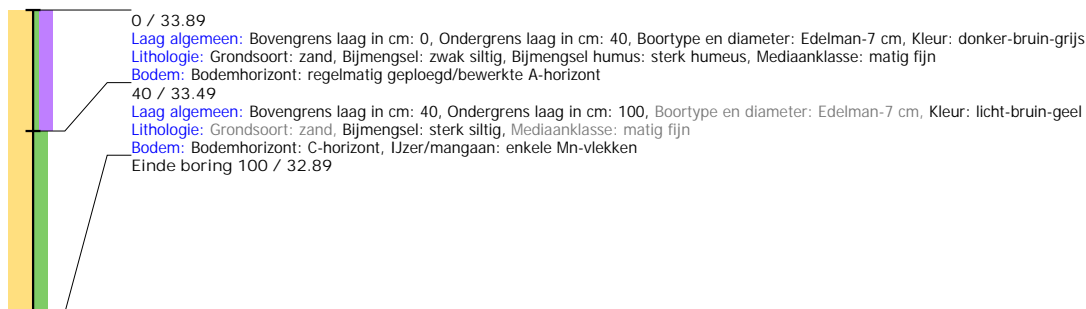 0 / 33.89
Laag algemeen: Bovengrens laag in cm: 0, Ondergrens laag in cm: 40, Boortype en diameter: Edelman-7 cm, Kleur: donker-bruin-grijs
Lithologie: Grondsoort: zand, Bijmengsel: zwak siltig, Bijmengsel humus: sterk humeus, Mediaanklasse: matig fijn
Bodem: Bodemhorizont: regelmatig geploegd/bewerkte A-horizont
40 / 33.49
Laag algemeen: Bovengrens laag in cm: 40, Ondergrens laag in cm: 100, Boortype en diameter: Edelman-7 cm, Kleur: licht-bruin-geel
Lithologie: Grondsoort: zand, Bijmengsel: sterk siltig, Mediaanklasse: matig fijn
Bodem: Bodemhorizont: C-horizont, IJzer/mangaan: enkele Mn-vlekken
Einde boring 100 / 32.89